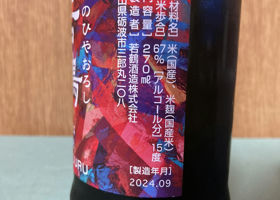 のひやおろし
材料名 米(国産) 米麹(国産米)
米歩合 67% [アルコール分] 15度
内容量 270ml
製造者 若鶴酒造株式会社
山県砺波市三郎丸二〇八
[製造年月]
2024.09